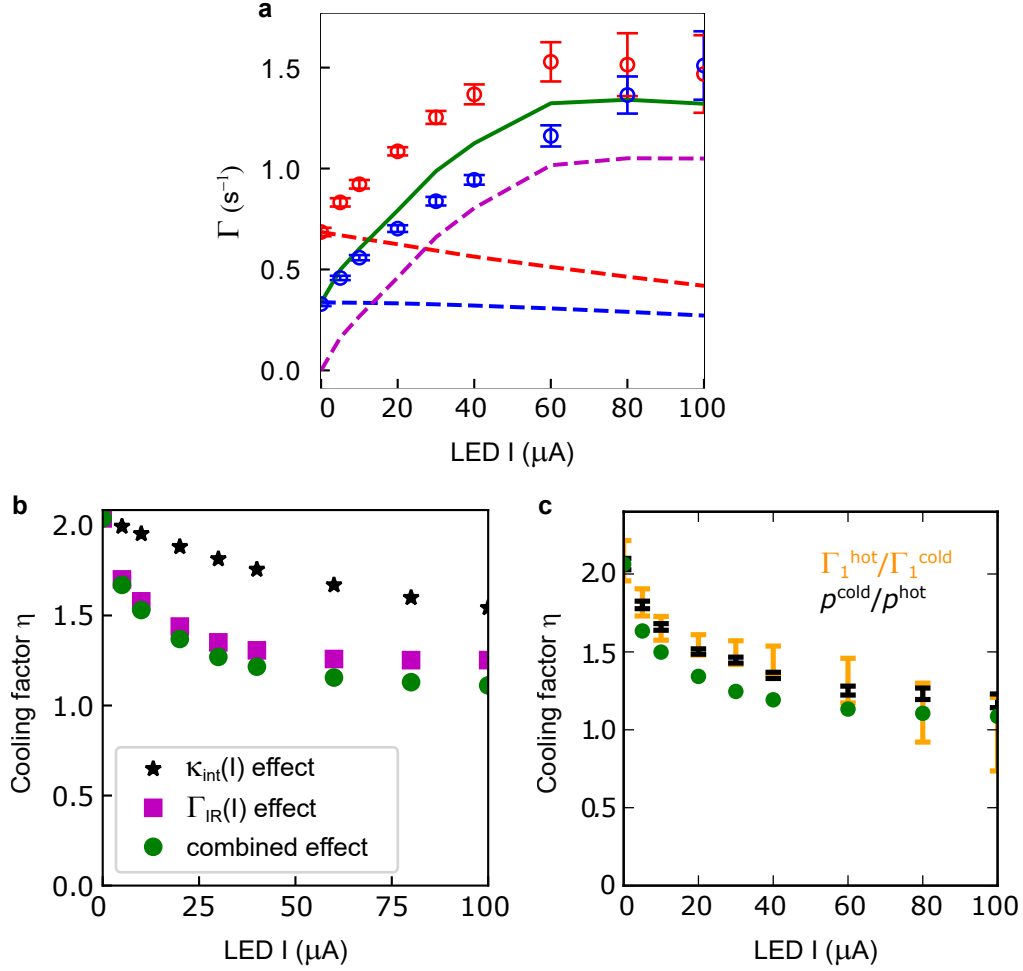 a
Γ (s⁻¹)
1.5
1.0
0.5
0.0
0 20 40 60 80 100
LED I (μA)
b
Cooling factor η
2.0
1.5
1.0
0.5
0.0
κint(I) effect
ΓIR(I) effect
combined effect
0 25 50 75 100
LED I (μA)
c
Cooling factor η
2.0
1.5
1.0
0.5
0
Γ₁hot/Γ₁cold
pcold/phot
0 20 40 60 80 100
LED I (μA)